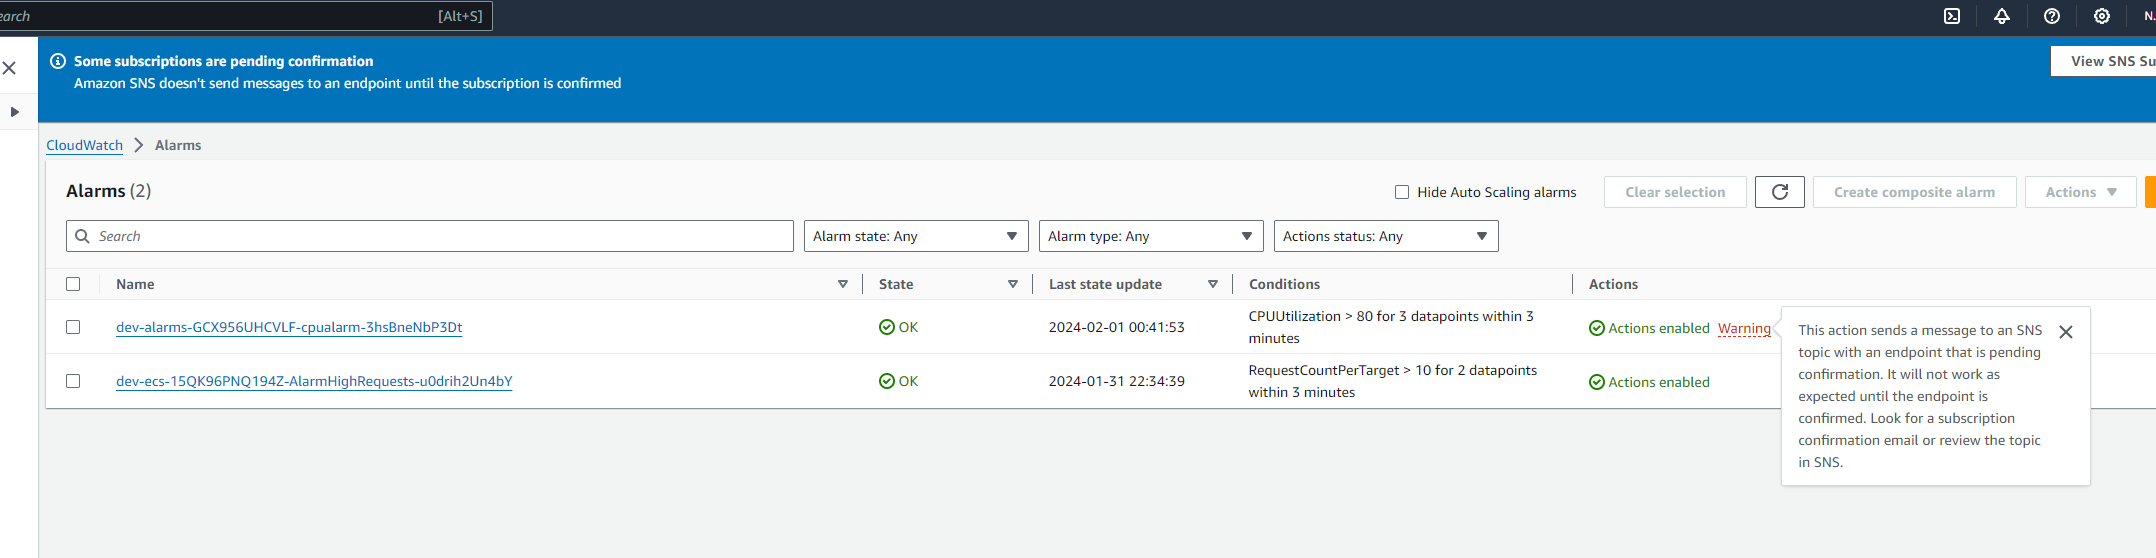 earch [Alt+S] N.
Some subscriptions are pending confirmation
Amazon SNS doesn't send messages to an endpoint until the subscription is confirmed
View SNS Su
CloudWatch Alarms
Alarms (2)
Hide Auto Scaling alarms Clear selection Create composite alarm Actions
Search Alarm state: Any Alarm type: Any Actions status: Any
Name State Last state update Conditions Actions
dev-alarms-GCX956UHCVLF-cpualarm-3hsBneNbP3Dt OK 2024-02-01 00:41:53 CPUUtilization > 80 for 3 datapoints within 3
minutes
Actions enabled Warning
dev-ecs-15QK96PNQ194Z-AlarmHighRequests-u0drih2Un4bY OK 2024-01-31 22:34:39 RequestCountPerTarget > 10 for 2 datapoints
within 3 minutes
Actions enabled
This action sends a message to an SNS
topic with an endpoint that is pending
confirmation. It will not work as
expected until the endpoint is
confirmed. Look for a subscription
confirmation email or review the topic
in SNS.